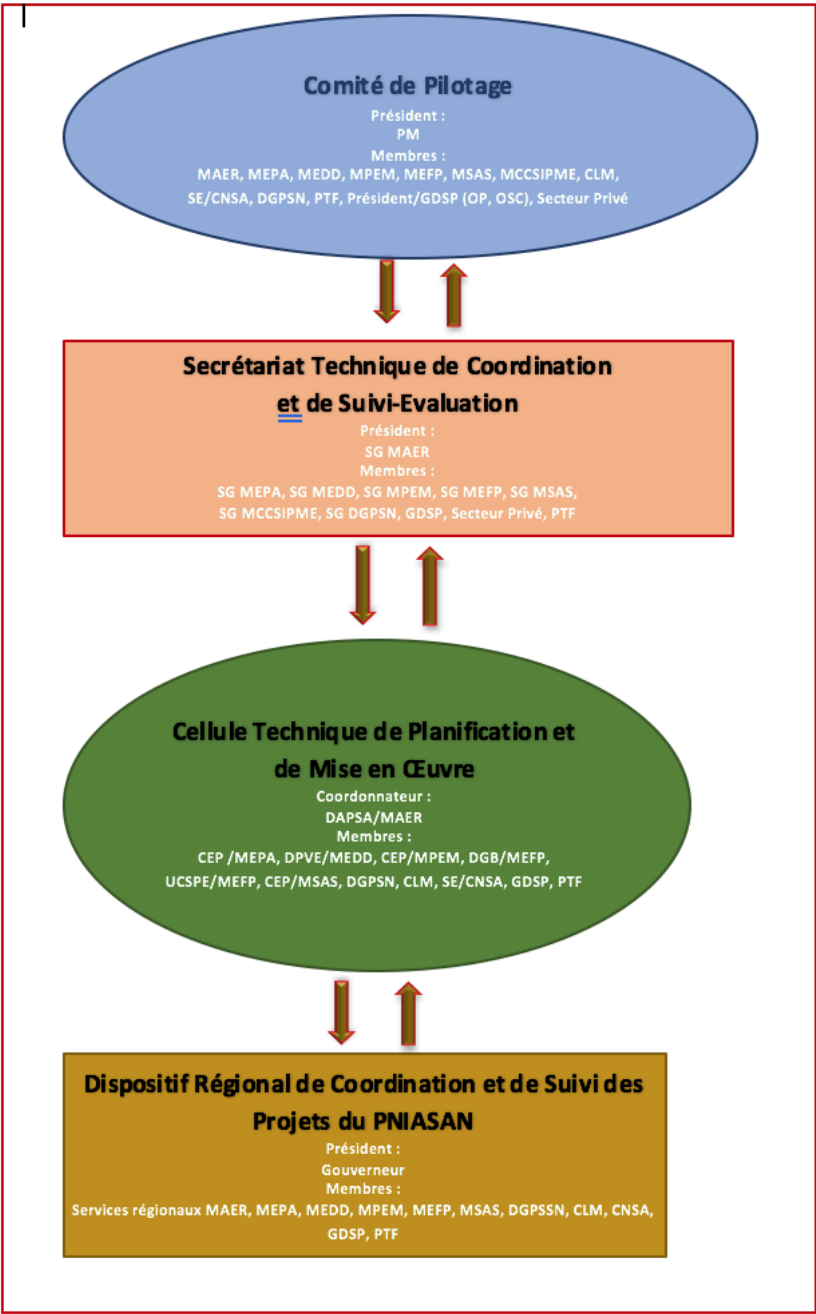 Comité de Pilotage
Président :
PM
Membres :
MAER, MEPA, MEDD, MPEM, MEFP, MSAS, MCCSIPME, CLM,
SE/CNSA, DGPSN, PTF, Président/GDSP (OP, OSC), Secteur Privé
Secrétariat Technique de Coordination
et de Suivi-Evaluation
Président :
SG MAER
Membres :
SG MEPA, SG MEDD, SG MPEM, SG MEFP, SG MSAS,
SG MCCSIPME, SG DGPSN, GDSP, Secteur Privé, PTF
Cellule Technique de Planification et
de Mise en Œuvre
Coordonnateur :
DAPSA/MAER
Membres :
CEP /MEPA, DPVE/MEDD, CEP/MPEM, DGB/MEFP,
UCSPE/MEFP, CEP/MSAS, DGPSN, CLM, SE/CNSA, GDSP, PTF
Dispositif Régional de Coordination et de Suivi des
Projets du PNIASAN
Président :
Gouverneur
Membres :
Services régionaux MAER, MEPA, MEDD, MPEM, MEFP, MSAS, DGPSSN, CLM, CNSA,
GDSP, PTF